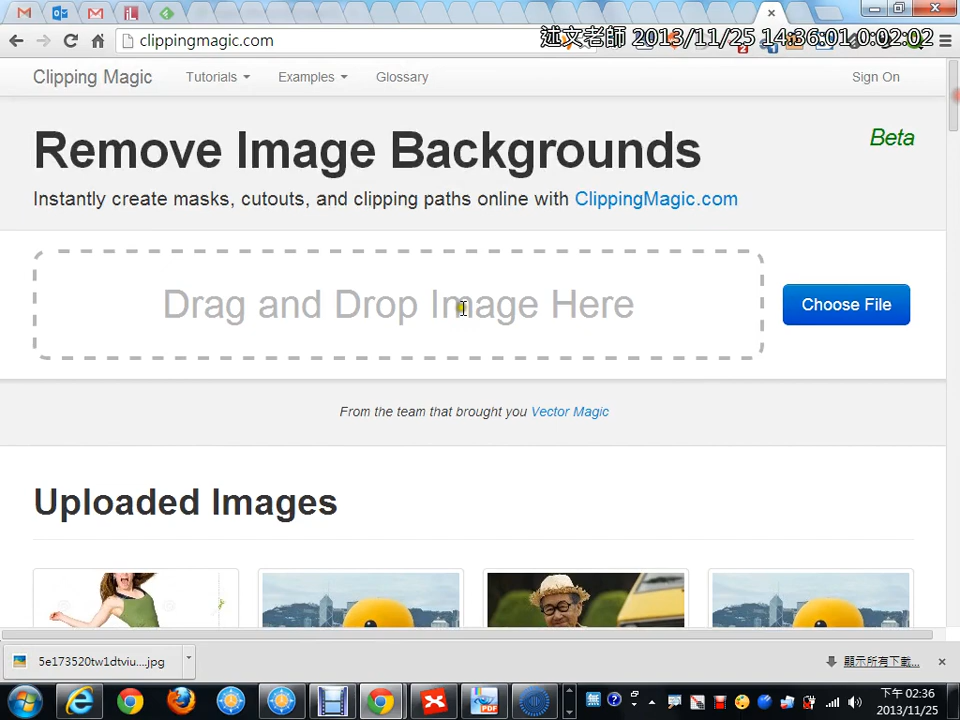 clippingmagic.com
述文老師 2013/11/25 14:36:01 0:02:02
Clipping Magic
Tutorials
Examples
Glossary
Sign On
Remove Image Backgrounds
Beta
Instantly create masks, cutouts, and clipping paths online with ClippingMagic.com
Drag and Drop Image Here
Choose File
From the team that brought you Vector Magic
Uploaded Images
5e173520tw1dtviu....jpg
顯示所有下載...
下午 02:36
2013/11/25